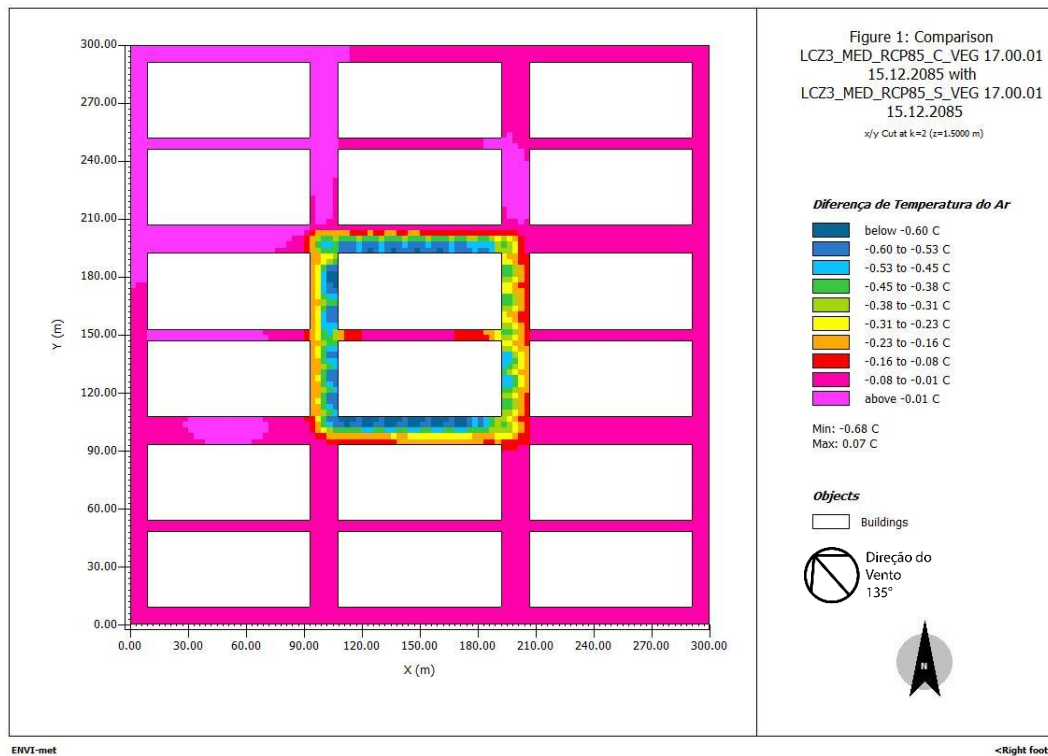 Figure 1: Comparison
LCZ3_MED_RCP85_C_VEG 17.00.01
15.12.2085 with
LCZ3_MED_RCP85_S_VEG 17.00.01
15.12.2085
x/y Cut at k=2 (z=1.5000 m)
Diferença de Temperatura do Ar
below -0.60 C
-0.60 to -0.53 C
-0.53 to -0.45 C
-0.45 to -0.38 C
-0.38 to -0.31 C
-0.31 to -0.23 C
-0.23 to -0.16 C
-0.16 to -0.08 C
-0.08 to -0.01 C
above -0.01 C
Min: -0.68 C
Max: 0.07 C
Objects
Buildings
Direção do
Vento
135°
N
300.00
270.00
240.00
210.00
180.00
150.00
120.00
90.00
60.00
30.00
0.00
Y (m)
0.00 30.00 60.00 90.00 120.00 150.00 180.00 210.00 240.00 270.00 300.00
X (m)
ENVI-met
<Right foot